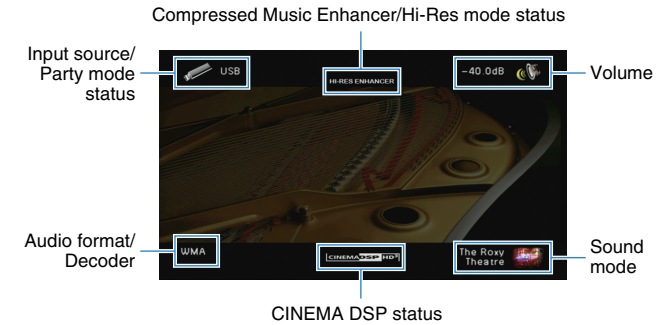 Compressed Music Enhancer/Hi-Res mode status
Input source/
Party mode
status
USB
HI-RES ENHANCER
-40.0dB
Volume
Audio format/
Decoder
WMA
CINEMA DSP HD³
The Roxy
Theatre
Sound
mode
CINEMA DSP status